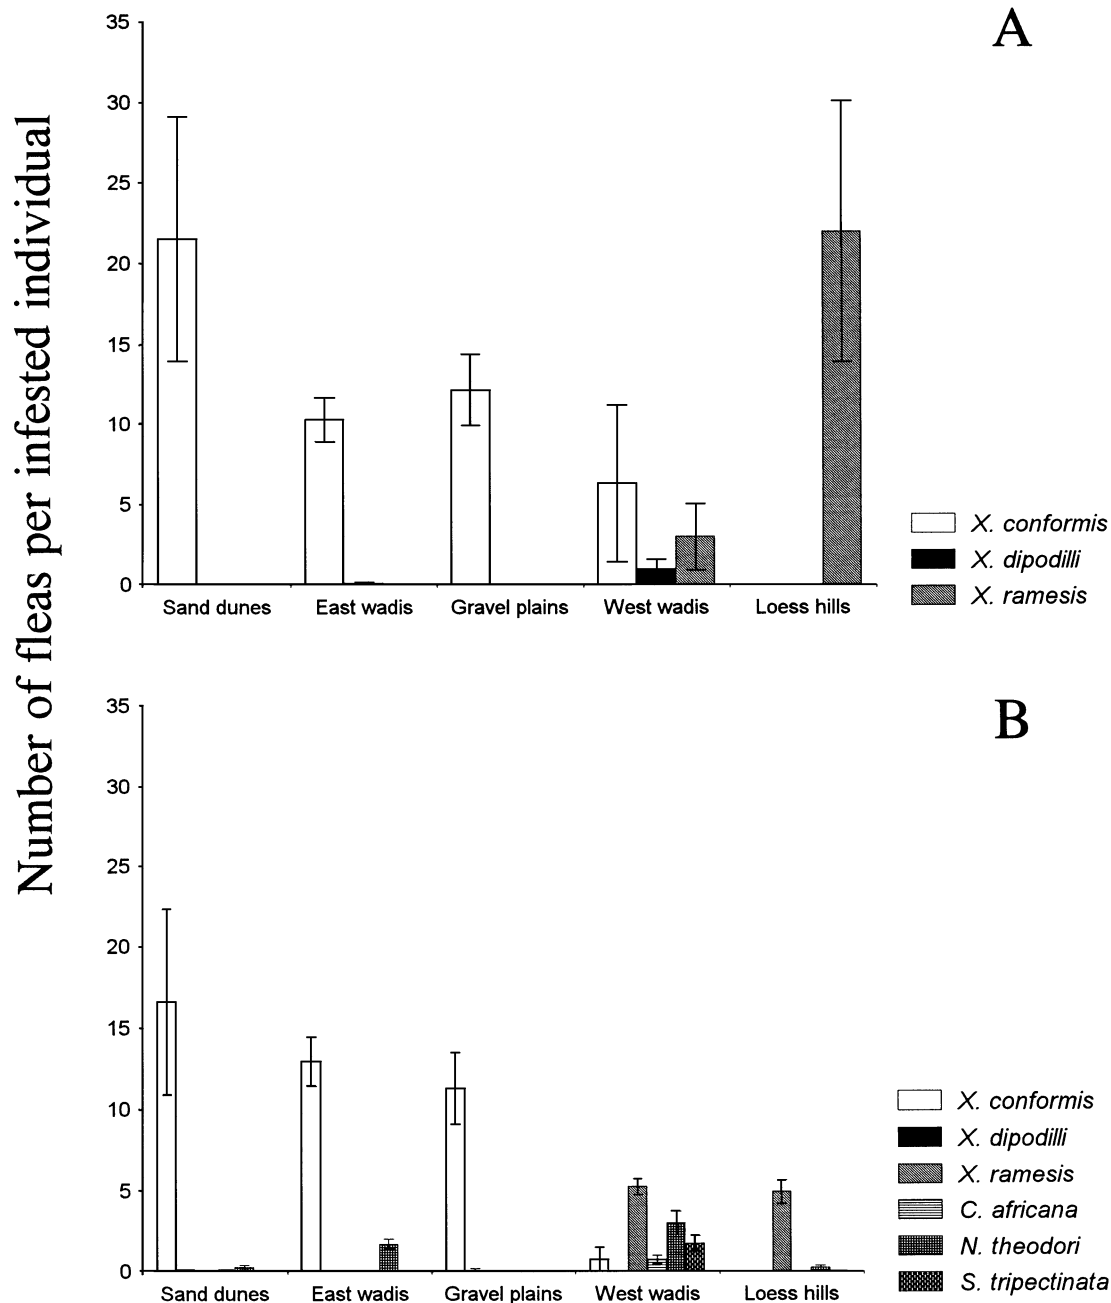 A
Number of fleas per infested individual
35
30
25
20
15
10
5
0
Sand dunes East wadis Gravel plains West wadis Loess hills
X. conformis
X. dipodilli
X. ramesis
B
35
30
25
20
15
10
5
0
Sand dunes East wadis Gravel plains West wadis Loess hills
X. conformis
X. dipodilli
X. ramesis
C. africana
N. theodori
S. tripectinata